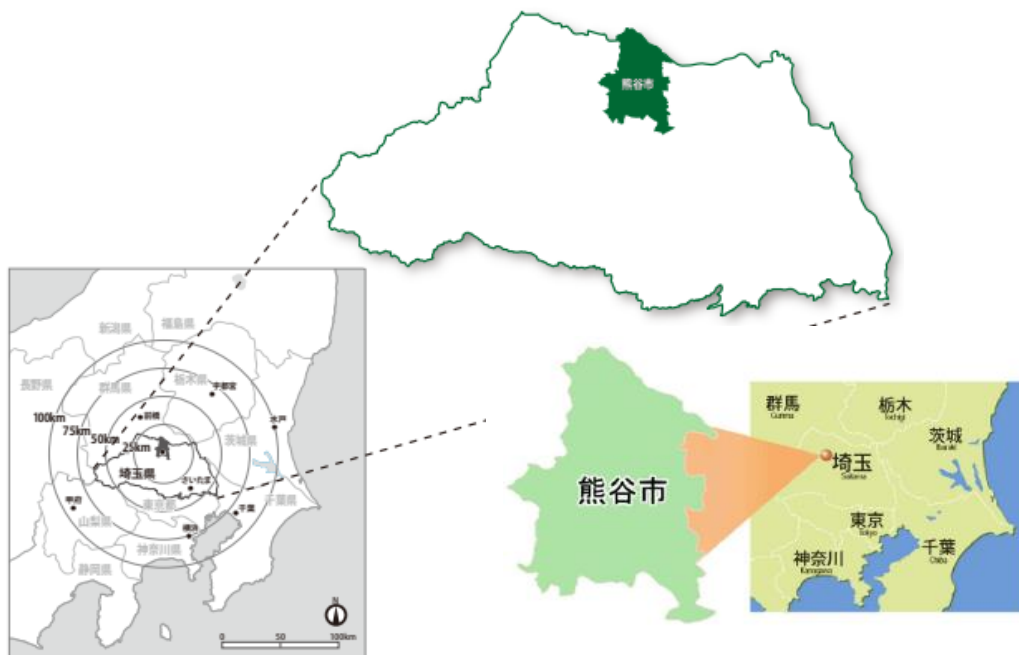 熊谷市
新潟県
福島県
長野県
群馬県
栃木県
宇都宮
100km
前橋
水戸
75km
50km
茨城県
25km
埼玉県
さいたま
甲府
東京都
千葉
千葉県
山梨県
横浜
神奈川県
静岡県
N
0
50
100km
熊谷市
群馬
Gunma
栃木
Tochigi
茨城
Ibaraki
埼玉
Saitama
東京
Tokyo
千葉
Chiba
神奈川
Kanagawa